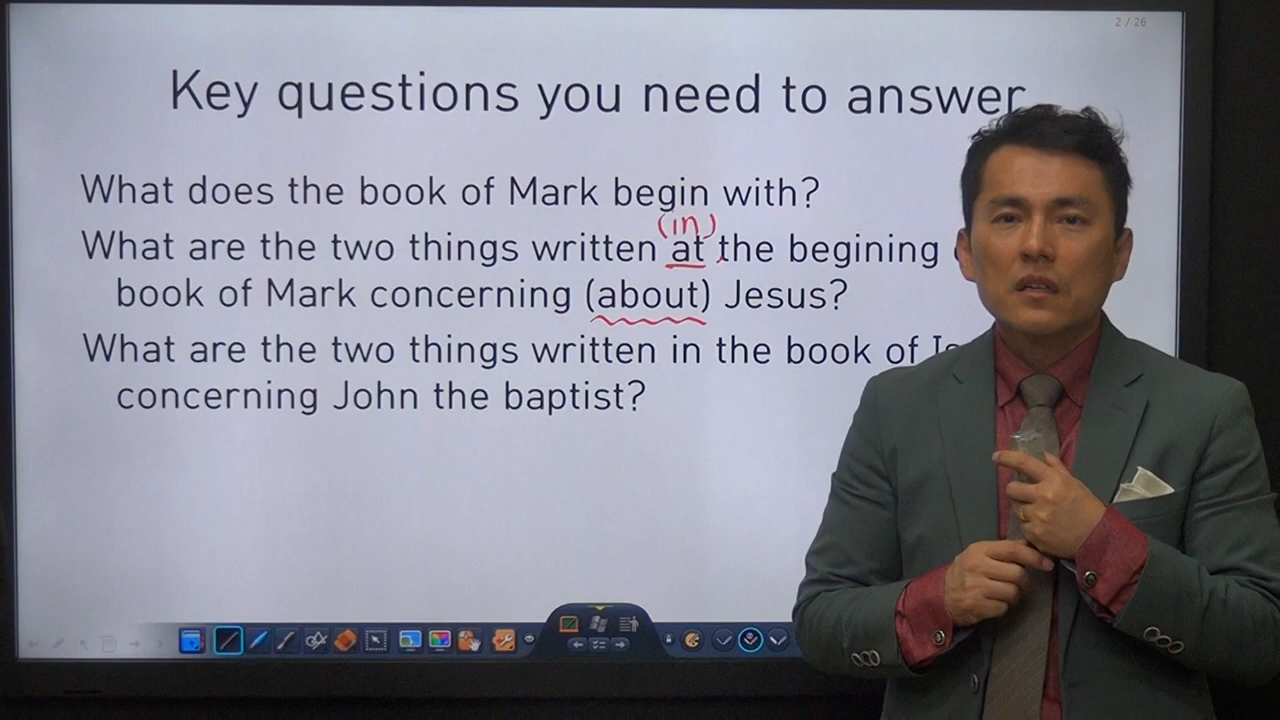 2 / 26
Key questions you need to answer
What does the book of Mark begin with?
(in)
What are the two things written at the begining
book of Mark concerning (about) Jesus?
What are the two things written in the book of
concerning John the baptist?